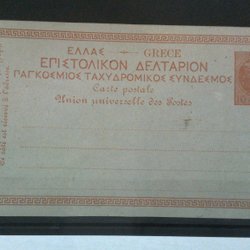 ΕΛΛΑΣ — GRECE
ΕΠΙΣΤΟΛΙΚΟΝ ΔΕΛΤΑΡΙΟΝ
ΠΑΓΚΟΣΜΙΟΣ ΤΑΧΥΔΡΟΜΙΚΟΣ ΣΥΝΔΕΣΜΟΣ
Carte postale
Union universelle des Postes